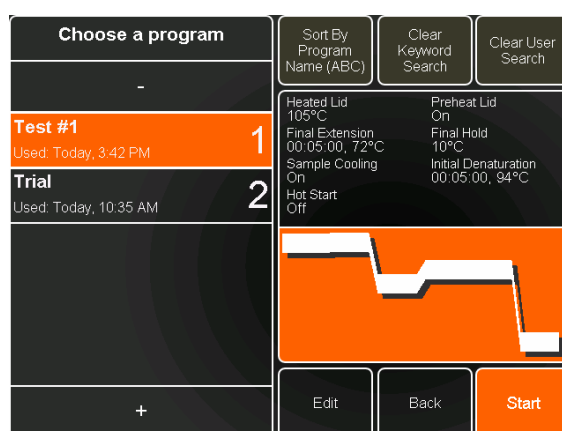 Choose a program
-
Test #1
Used: Today, 3:42 PM
1
Trial
Used: Today, 10:35 AM
2
+
Sort By
Program
Name (ABC)
Clear
Keyword
Search
Clear User
Search
Heated Lid
105°C
Preheat Lid
On
Final Extension
00:05:00, 72°C
Final Hold
10°C
Sample Cooling
On
Initial Denaturation
00:05:00, 94°C
Hot Start
Off
Edit
Back
Start